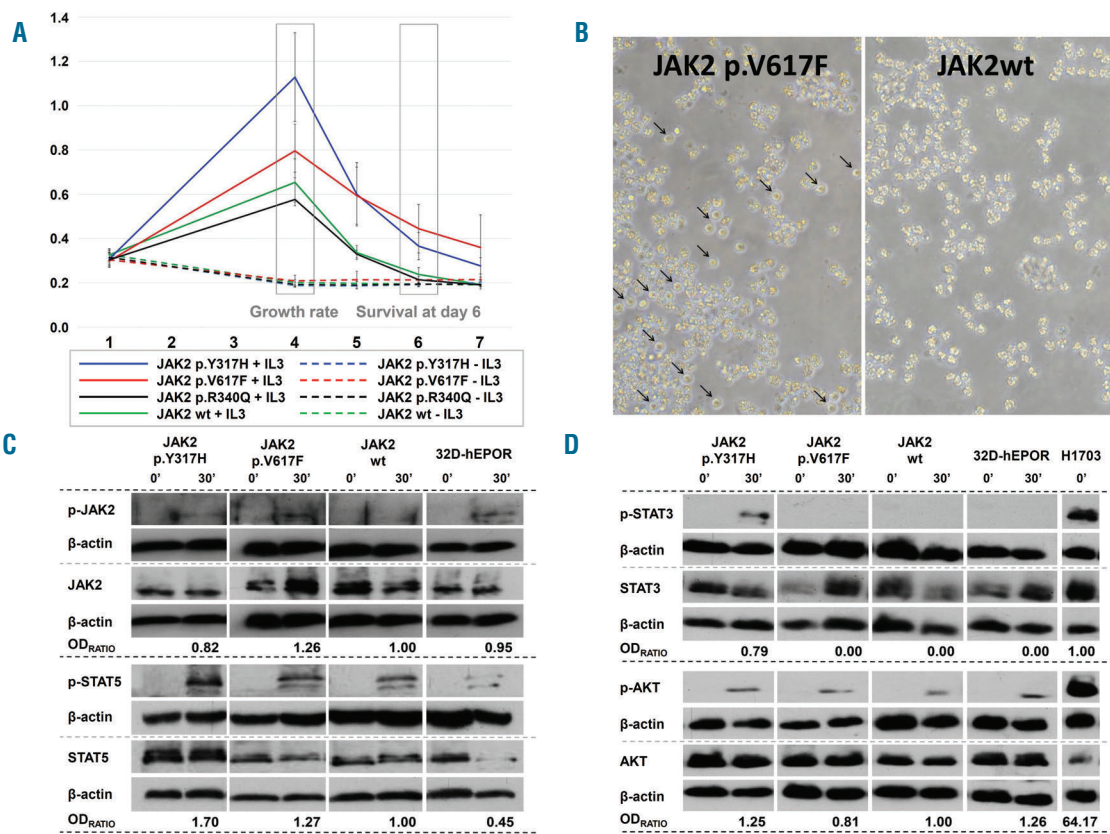 A
1.4
1.2
1.0
0.8
0.6
0.4
0.2
0.0
Growth rate Survival at day 6
1 2 3 4 5 6 7
JAK2 p.Y317H + IL3 JAK2 p.Y317H - IL3
JAK2 p.V617F + IL3 JAK2 p.V617F - IL3
JAK2 p.R340Q + IL3 JAK2 p.R340Q - IL3
JAK2 wt + IL3 JAK2 wt - IL3
B
JAK2 p.V617F JAK2wt
C
JAK2 p.Y317H JAK2 p.V617F JAK2 wt 32D-hEPOR
0' 30' 0' 30' 0' 30' 0' 30'
p-JAK2
β-actin
JAK2
β-actin
ODRATIO 0.82 1.26 1.00 0.95
p-STAT5
β-actin
STAT5
β-actin
ODRATIO 1.70 1.27 1.00 0.45
D
JAK2 p.Y317H JAK2 p.V617F JAK2 wt 32D-hEPOR H1703
0' 30' 0' 30' 0' 30' 0' 30' 0'
p-STAT3
β-actin
STAT3
β-actin
ODRATIO 0.79 0.00 0.00 0.00 1.00
p-AKT
β-actin
AKT
β-actin
ODRATIO 1.25 0.81 1.00 1.26 64.17